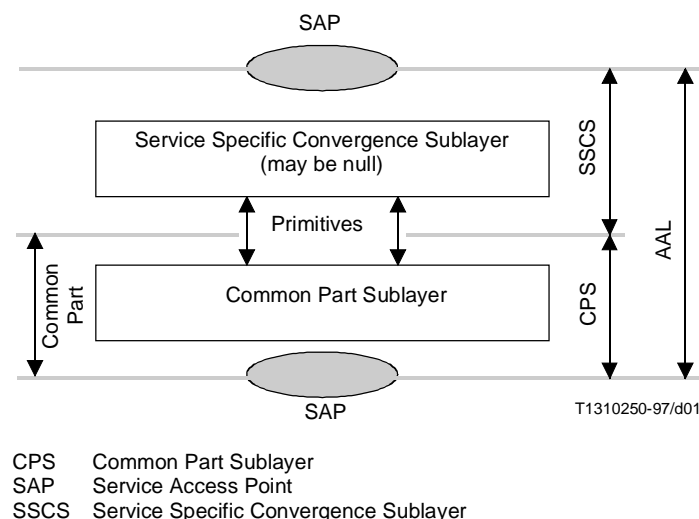 SAP
Service Specific Convergence Sublayer
(may be null)
SSCS
Primitives
AAL
Common
Part
Common Part Sublayer
CPS
SAP
T1310250-97/d01
CPS Common Part Sublayer
SAP Service Access Point
SSCS Service Specific Convergence Sublayer